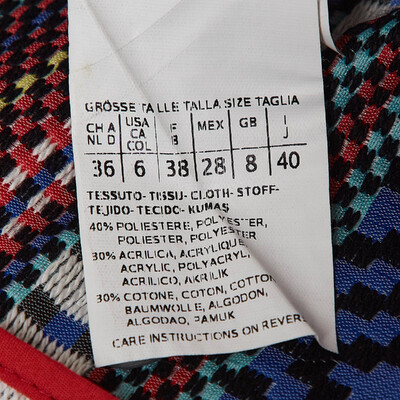 GRÖSSE TALLE TALLA SIZE TAGLIA
CH A NL D USA CA COL F B MEX GB I J
36 6 38 28 8 40
TESSUTO-TISSU-CLOTH-STOFF-
TEJIDO-TECIDO-KUMAS
40% POLIESTERE, POLYESTER,
POLIESTER, POLYESTER
30% ACRILICA, ACRYLIQUE
ACRYLIC, POLYACRYL,
ACRILICO, AKRILIK
30% COTONE, COTON, COTTON
BAUMWOLLE, ALGODON,
ALGODAO, PAMUK
CARE INSTRUCTIONS ON REVERS